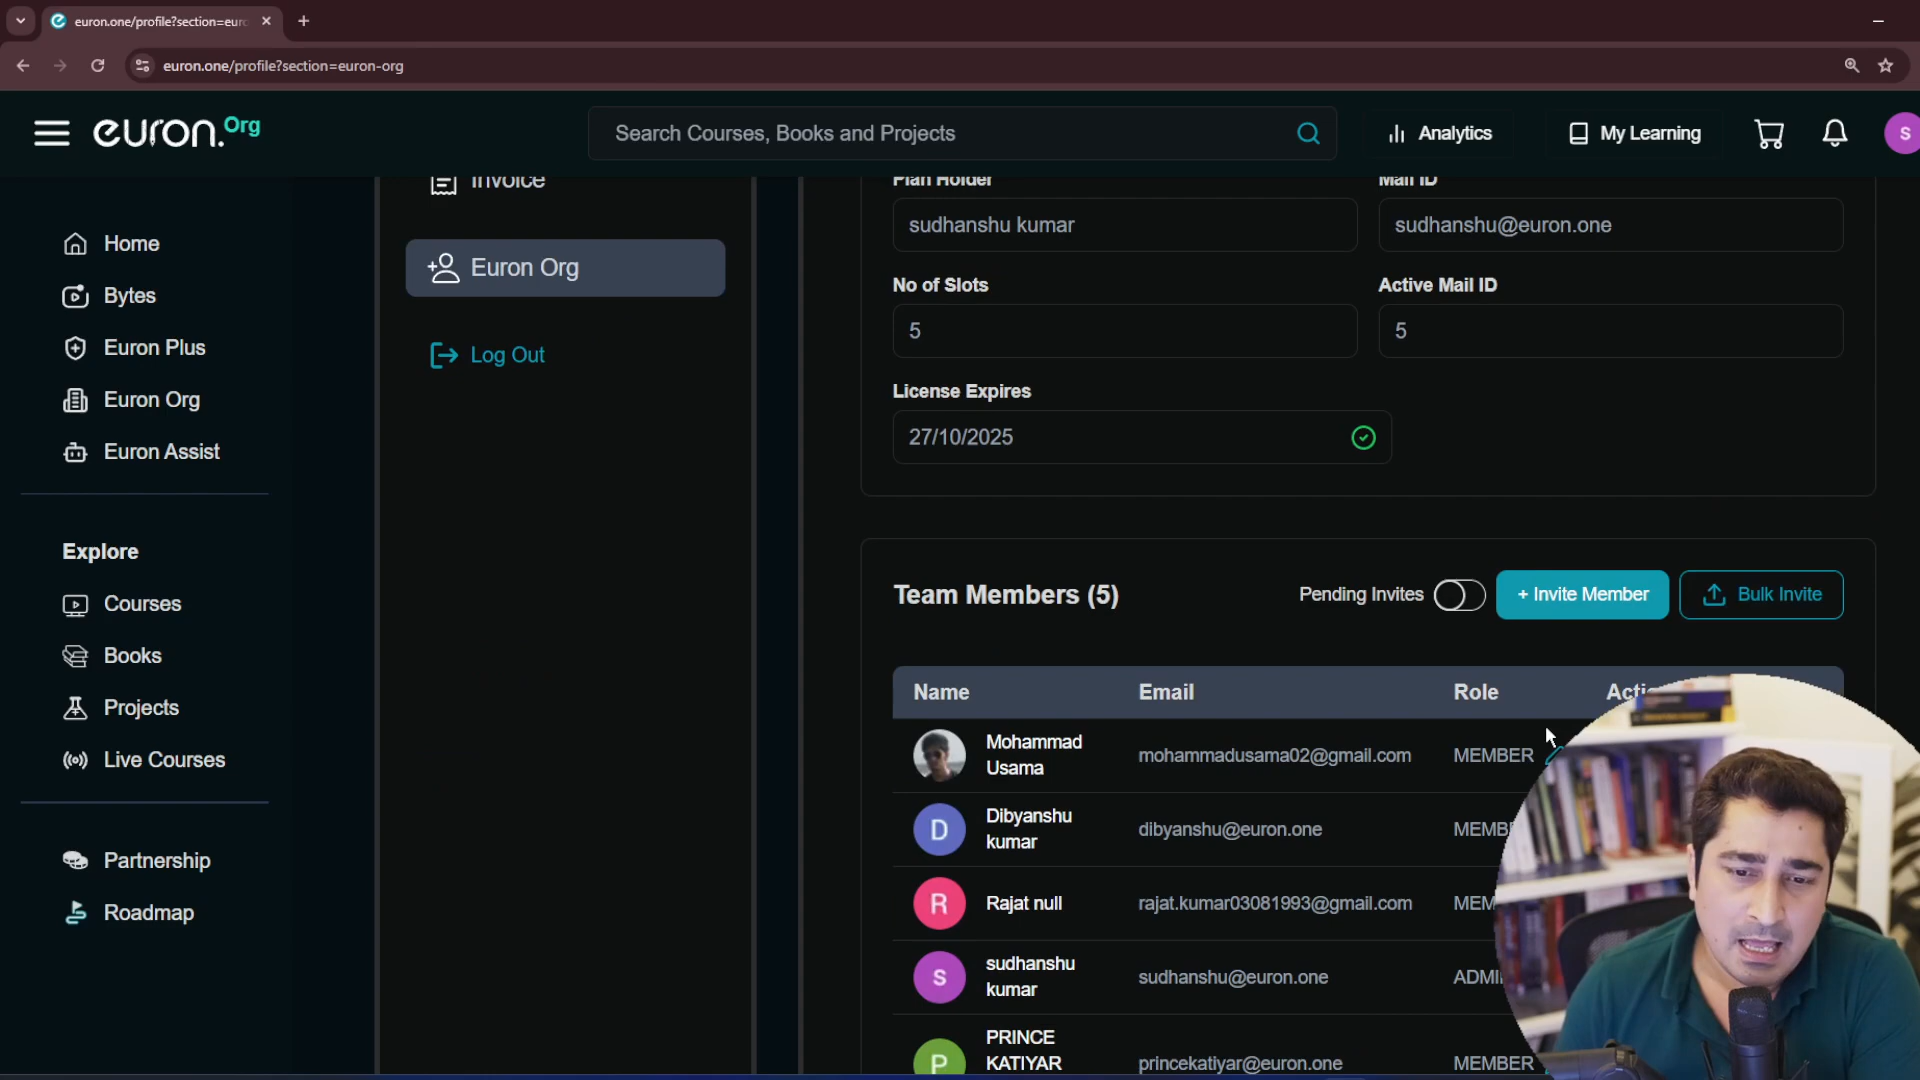 euron.one/profile?section=eur
euron.one/profile?section=euron-org
euron.Org
Search Courses, Books and Projects
Analytics
My Learning
S
Home
Bytes
Euron Plus
Euron Org
Euron Assist
Explore
Courses
Books
Projects
Live Courses
Partnership
Roadmap
Invoice
Euron Org
Log Out
Plan Holder
Mail ID
sudhanshu kumar
sudhanshu@euron.one
No of Slots
Active Mail ID
5
5
License Expires
27/10/2025
Team Members (5)
Pending Invites
+ Invite Member
Bulk Invite
Name
Email
Role
Mohammad
Usama
mohammadusama02@gmail.com
MEMBER
D
Dibyanshu
kumar
dibyanshu@euron.one
MEMB
R
Rajat null
rajat.kumar03081993@gmail.com
MEM
S
sudhanshu
kumar
sudhanshu@euron.one
ADMI
P
PRINCE
KATIYAR
princekatiyar@euron.one
MEMBER